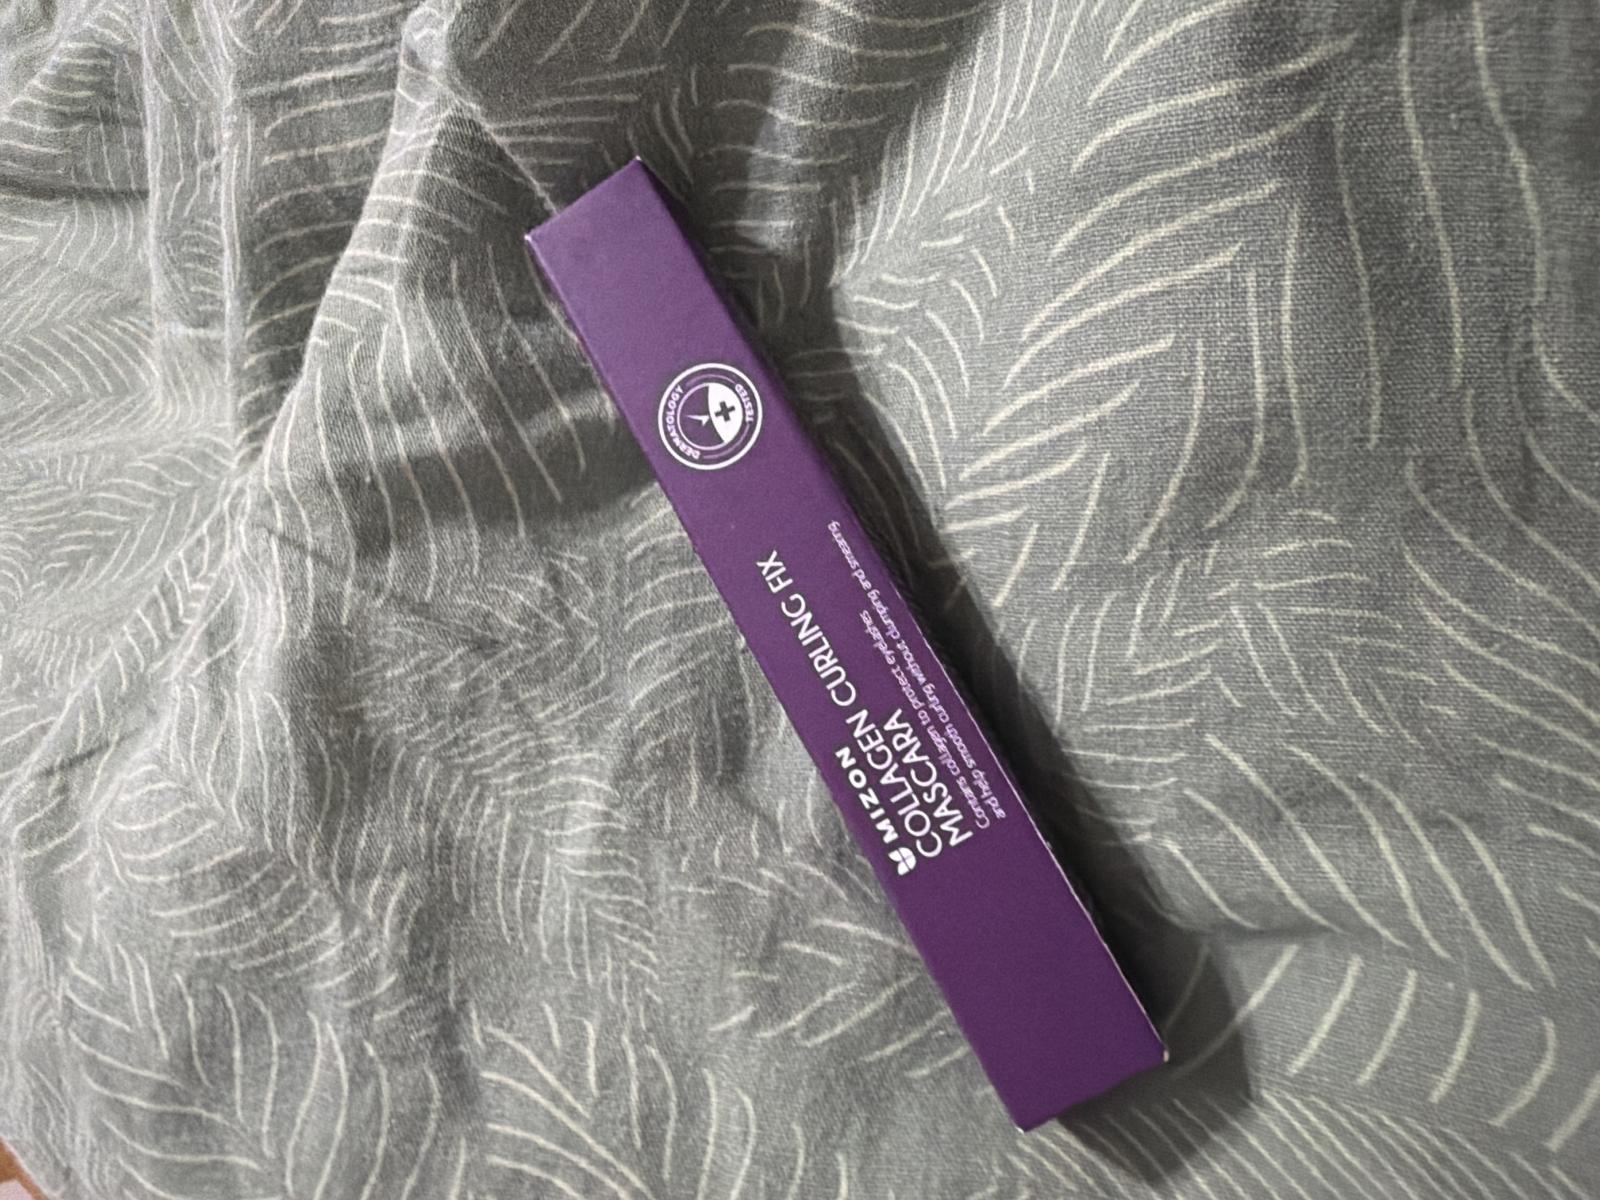 DERMATOLOGY
TESTED
MIZON
COLLAGEN CURLING FIX
MASCARA
Contains collagen to protect eyelashes
and help smooth curling without clumping and smearing